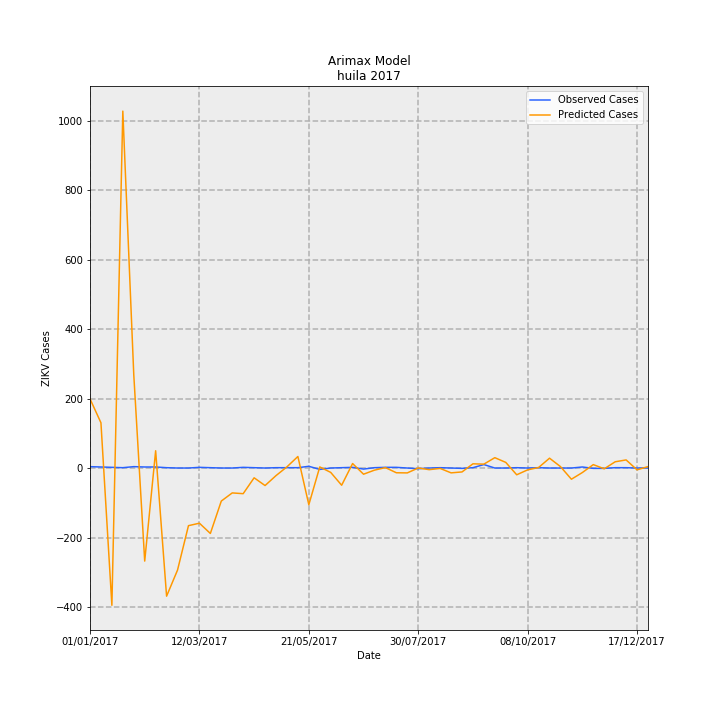 Arimax Model
huila 2017
Observed Cases
Predicted Cases
1000
800
600
400
200
0
−200
−400
ZIKV Cases
01/01/2017
12/03/2017
21/05/2017
30/07/2017
08/10/2017
17/12/2017
Date